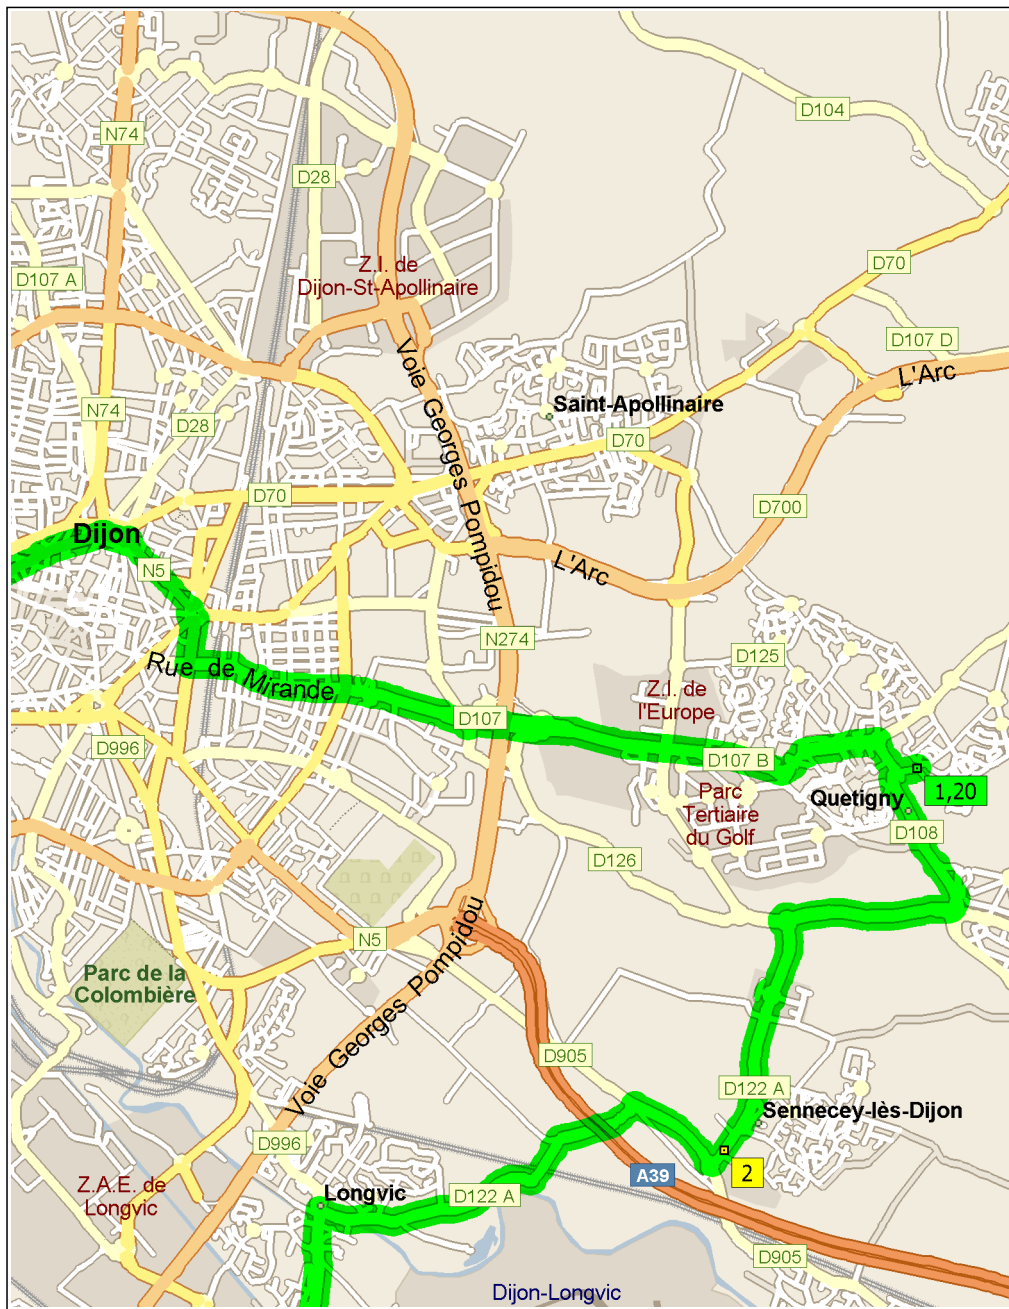 D104
N74
D28
D70
Z.I. de
Dijon-St-Apollinaire
D107 A
D107 D
Voie Georges Pompidou
L'Arc
Saint-Apollinaire
N74
D28
D70
D70
D700
Dijon
N5
L'Arc
N274
D125
Rue de Mirande
Z.I. de
l'Europe
D107
D996
D107 B
1,20
Parc
Tertiaire
du Golf
Quetigny
D108
D126
N5
Voie Georges Pompidou
Parc de la
Colombière
D905
D122 A
Sennecey-lès-Dijon
D996
2
A39
Z.A.E. de
Longvic
Longvic
D122 A
D905
Dijon-Longvic